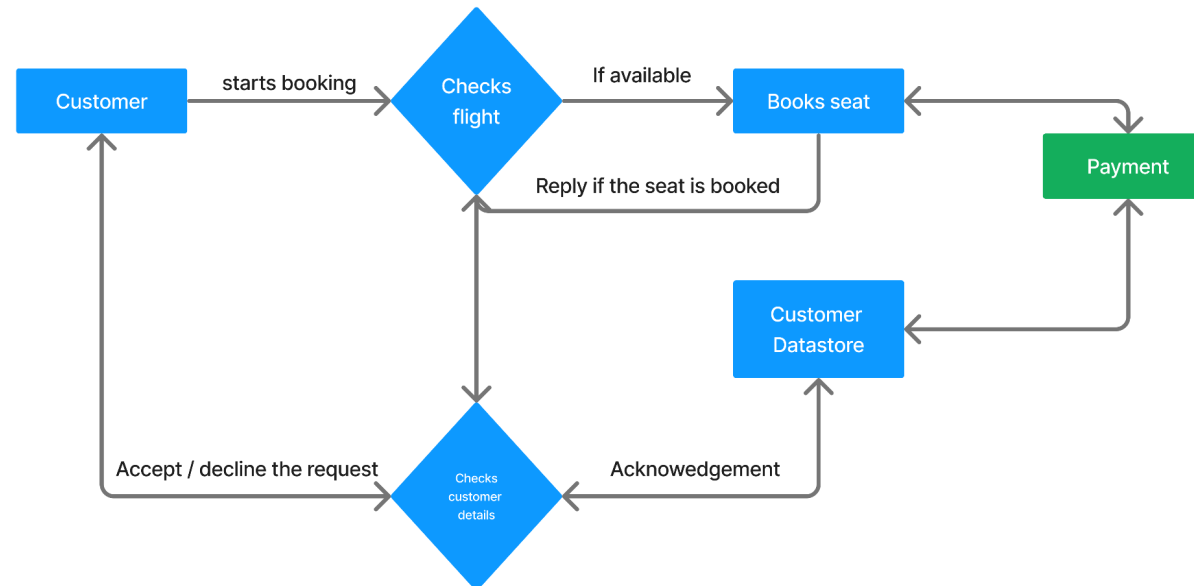 starts booking
If available
Customer
Checks
flight
Books seat
Payment
Reply if the seat is booked
Customer
Datastore
Accept / decline the request
Acknowedgement
Checks
customer
details